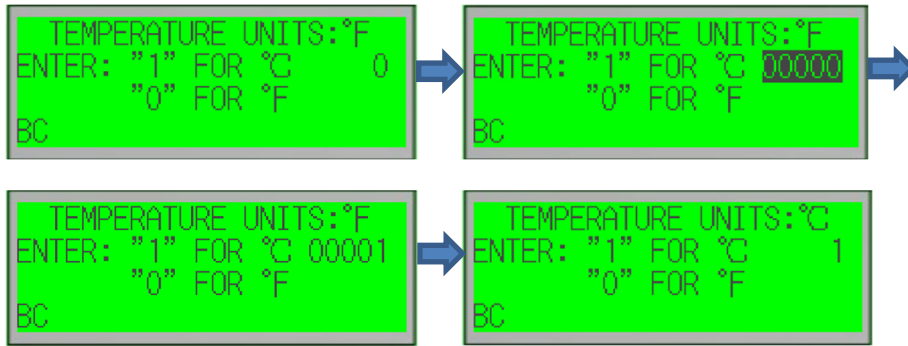 TEMPERATURE UNITS:°F
ENTER: "1" FOR °C 0
"0" FOR °F
BC
TEMPERATURE UNITS:°F
ENTER: "1" FOR °C 00000
"0" FOR °F
BC
TEMPERATURE UNITS:°F
ENTER: "1" FOR °C 00001
"0" FOR °F
BC
TEMPERATURE UNITS:°C
ENTER: "1" FOR °C 1
"0" FOR °F
BC